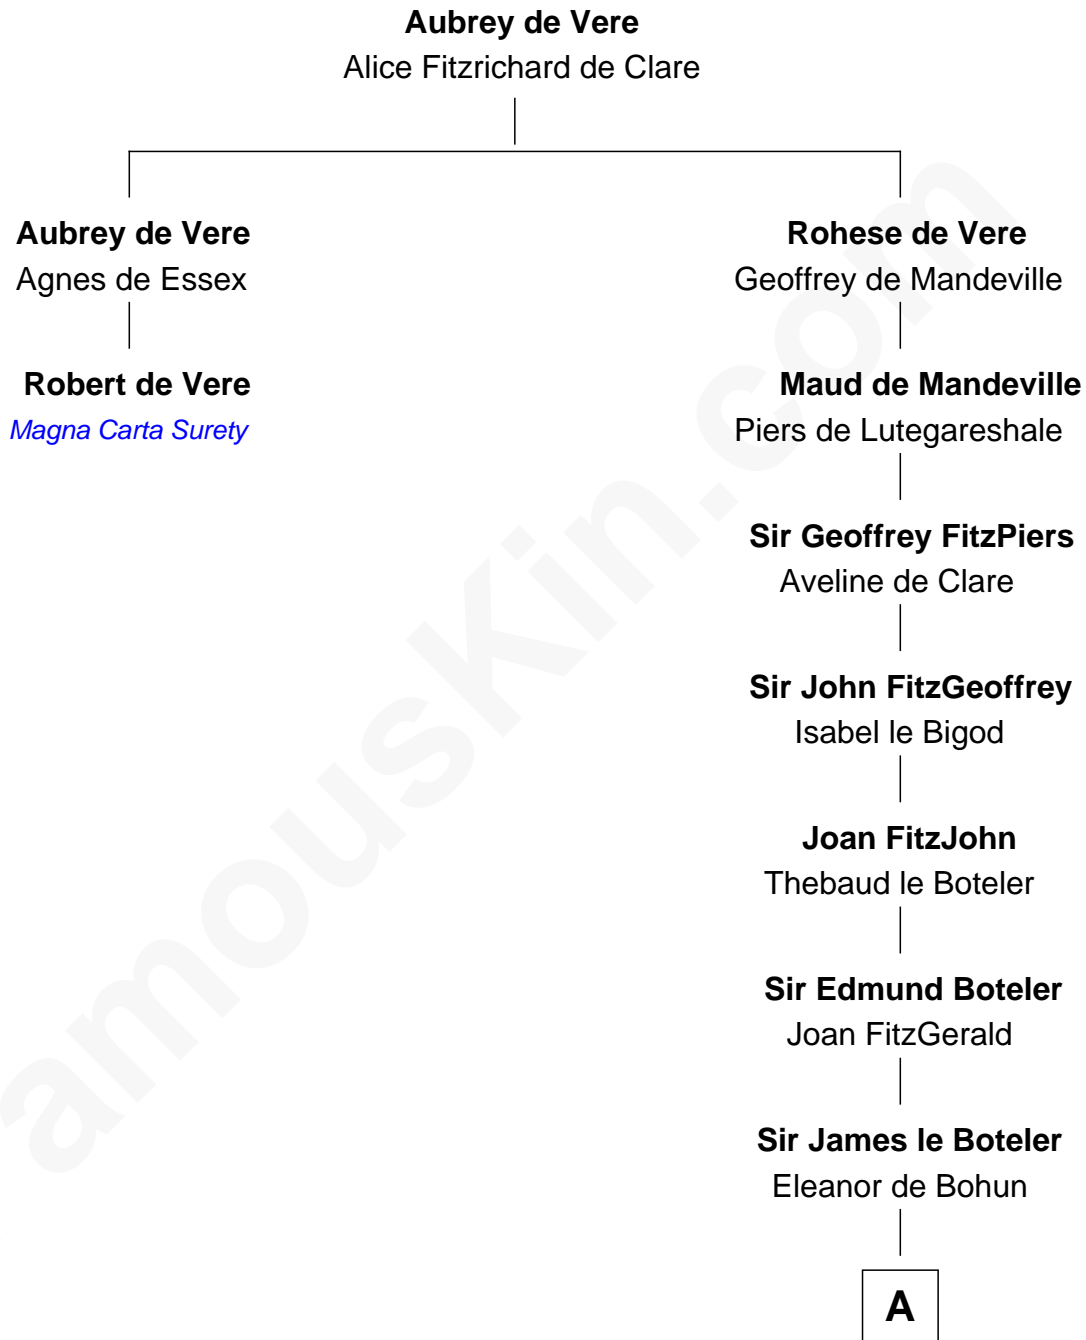 Aubrey de Vere
Alice Fitzrichard de Clare
Aubrey de Vere
Agnes de Essex
Rohese de Vere
Geoffrey de Mandeville
Robert de Vere
Magna Carta Surety
Maud de Mandeville
Piers de Lutegareshale
Sir Geoffrey FitzPiers
Aveline de Clare
Sir John FitzGeoffrey
Isabel le Bigod
Joan FitzJohn
Thebaud le Boteler
Sir Edmund Boteler
Joan FitzGerald
Sir James le Boteler
Eleanor de Bohun
A
amouskin.com